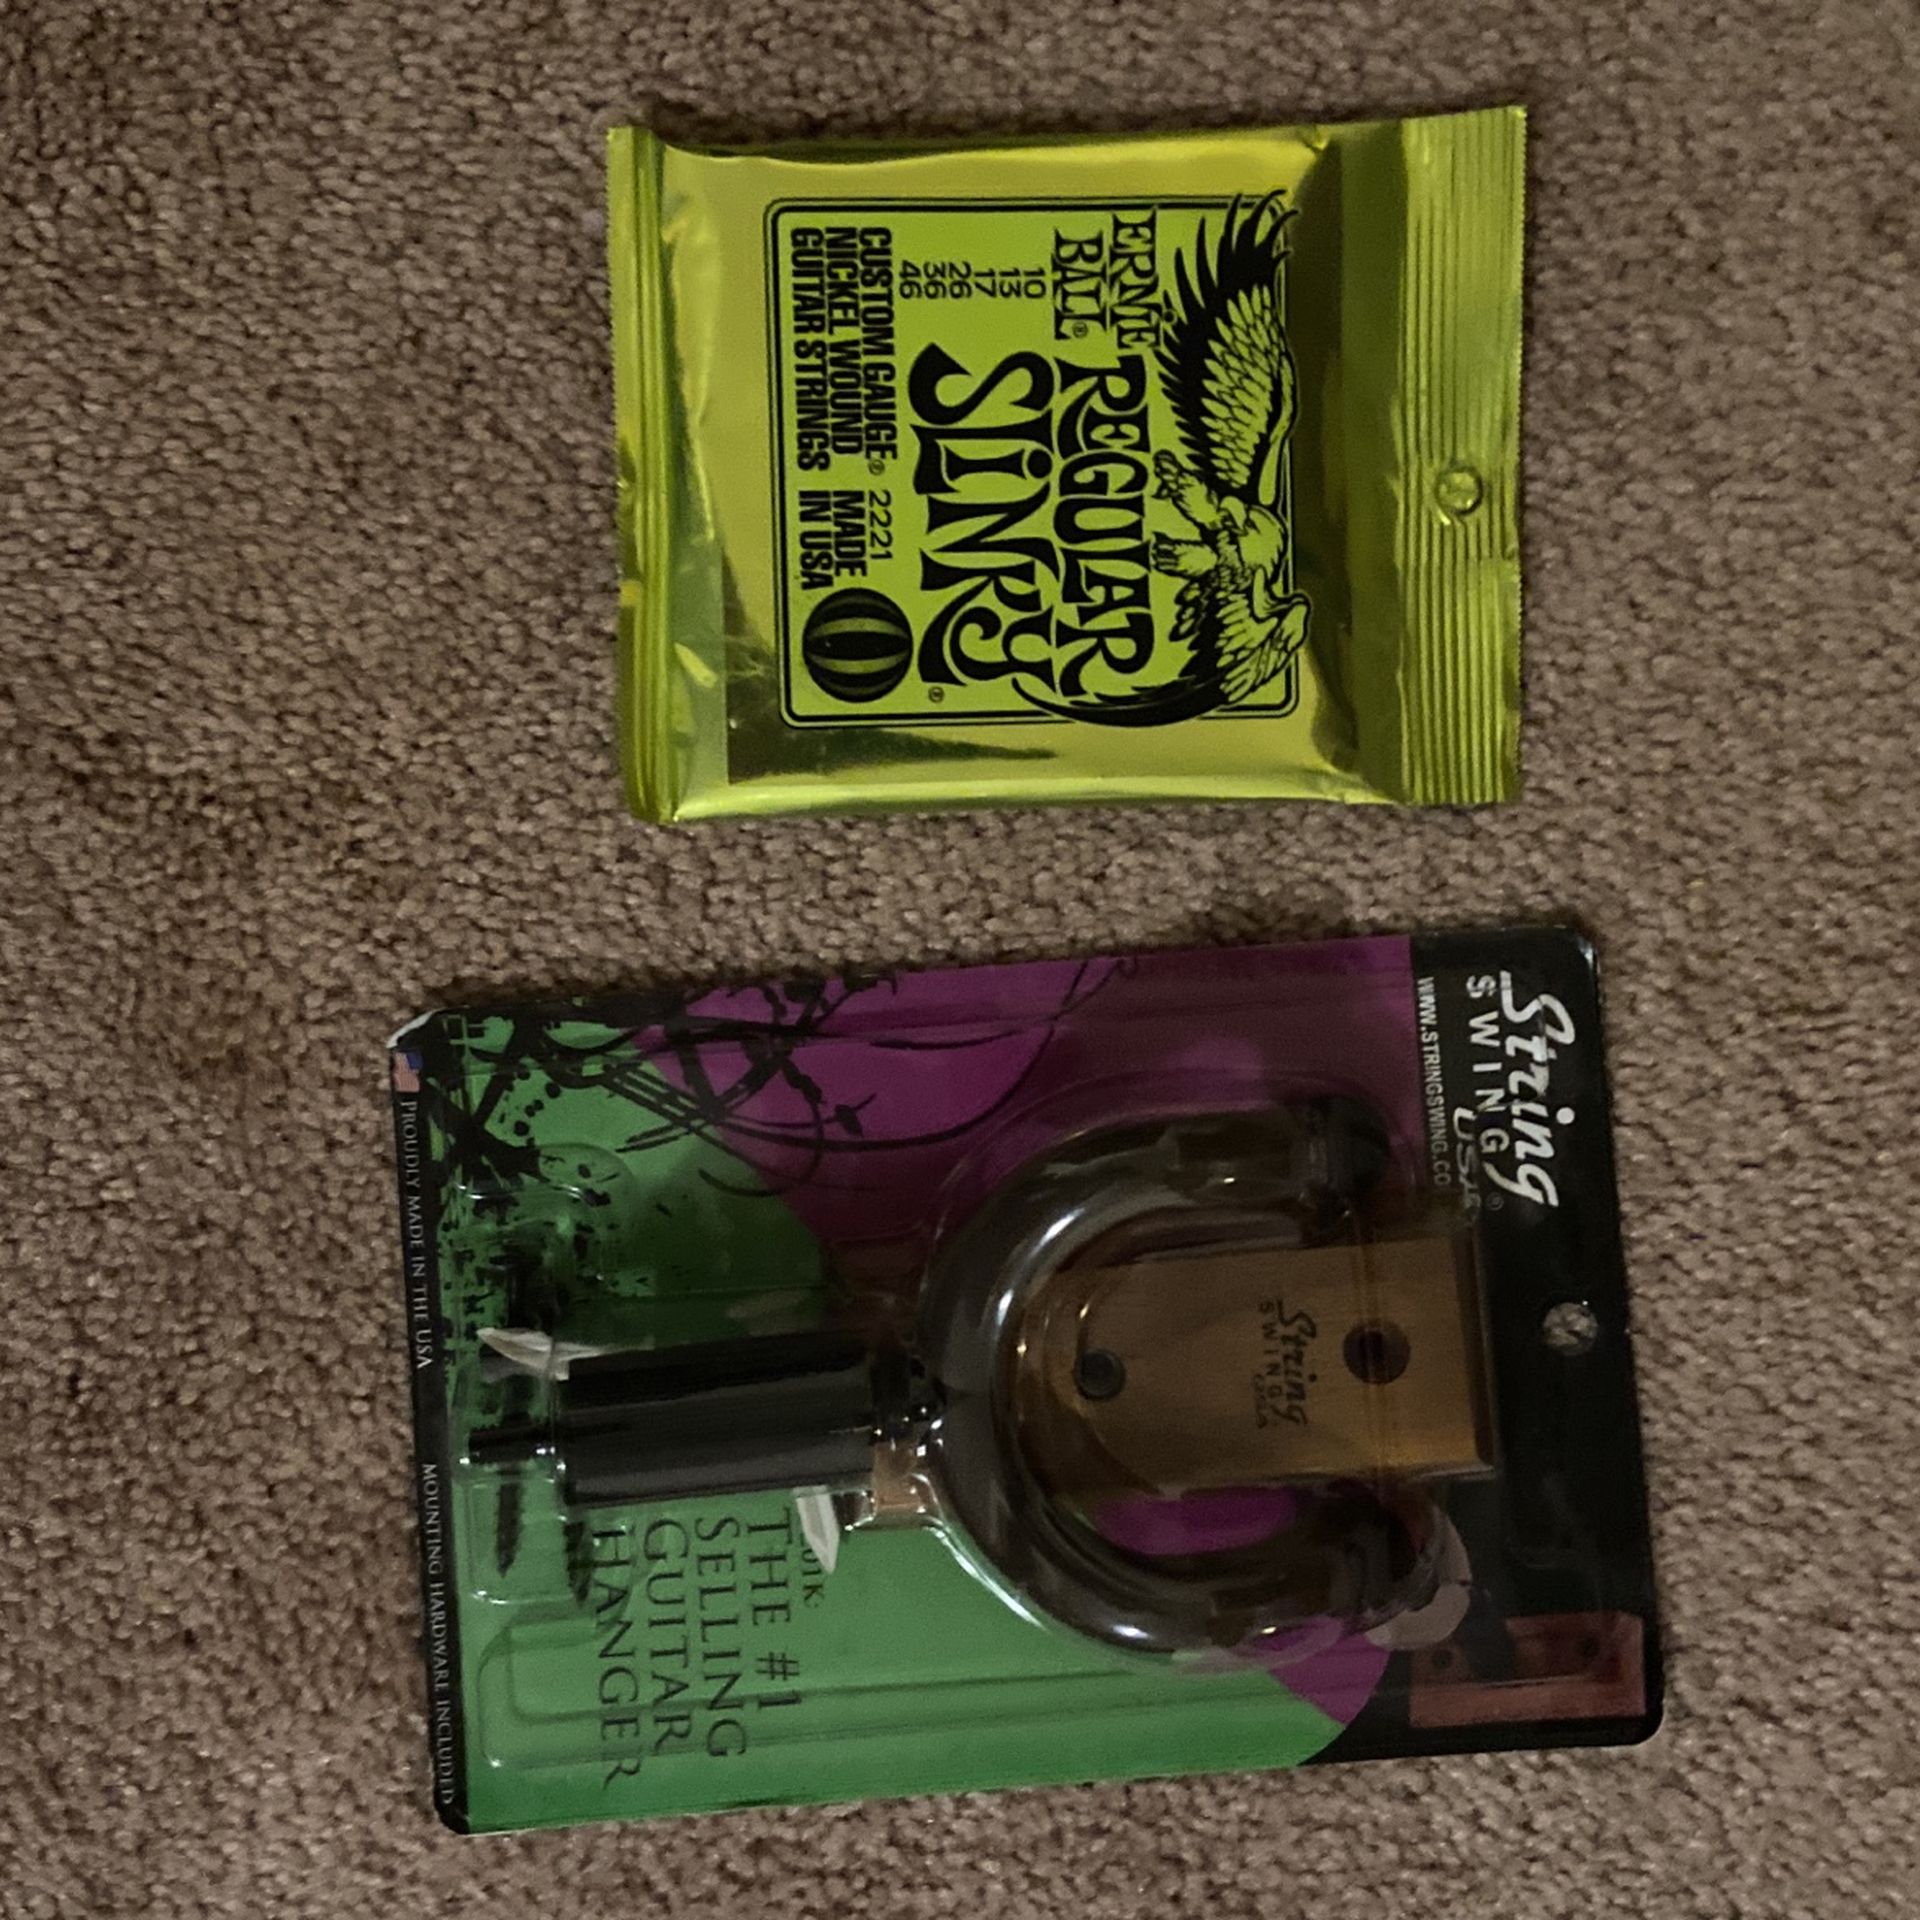 ERNIE
BALL®
REGULAR
SLINKY®
10
13
17
26
36
46
CUSTOM GAUGE® 2221
NICKEL WOUND MADE
GUITAR STRINGS IN USA
String
SWING®
USA
WWW.STRINGSWING.CO
String
SWING
THE #1
SELLING
GUITAR
HANGER
PROUDLY MADE IN THE USA
MOUNTING HARDWARE INCLUDED